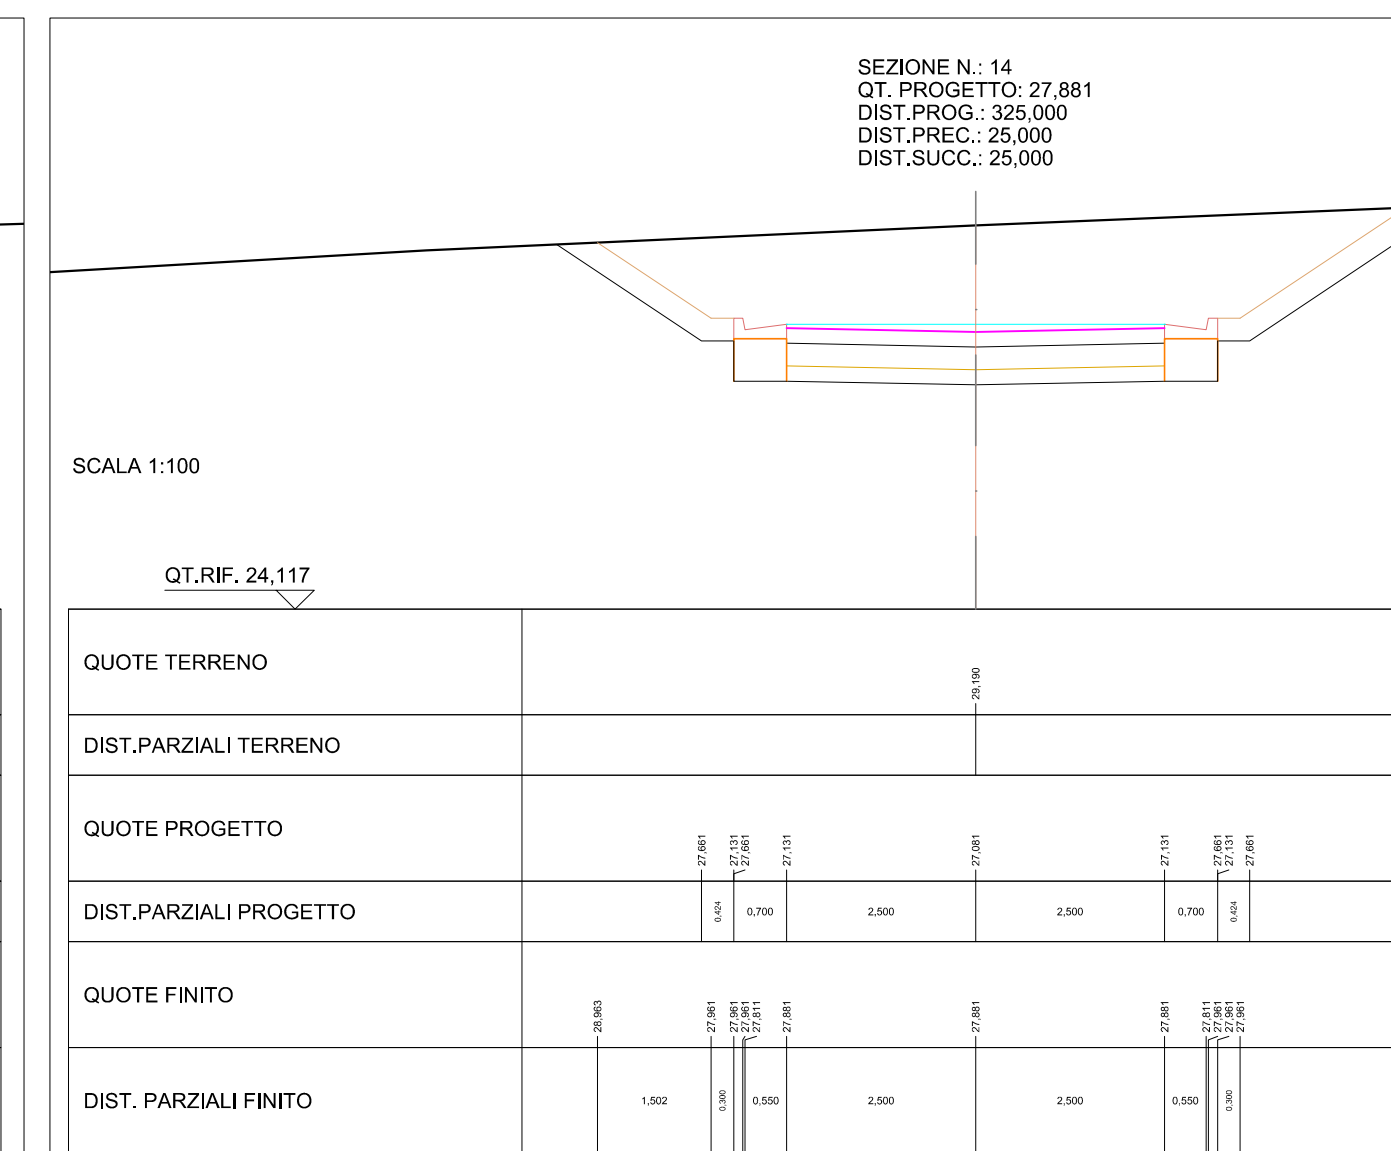 SEZIONE N.: 14
QT. PROGETTO: 27,881
DIST.PROG.: 325,000
DIST.PREC.: 25,000
DIST.SUCC.: 25,000
SCALA 1:100
QT.RIF. 24,117
QUOTE TERRENO
29,190
DIST.PARZIALI TERRENO
QUOTE PROGETTO
27,661 27,131 27,661 27,131 27,081 27,131 27,661 27,131 27,661
DIST.PARZIALI PROGETTO
0,424 0,700 2,500 2,500 0,700 0,424
QUOTE FINITO
28,963 27,961 27,961 27,961 27,811 27,881 27,881 27,881 27,811 27,961 27,961 27,961
DIST. PARZIALI FINITO
1,502 0,300 0,550 2,500 2,500 0,550 0,300